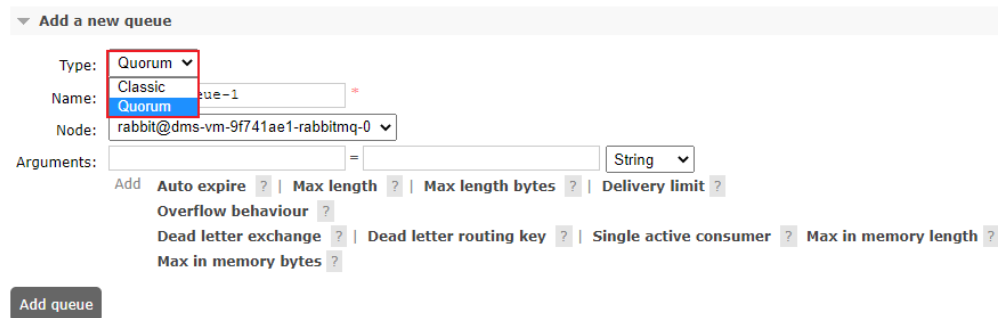 Add a new queue
Type: Quorum
Classic
Name: eue-1 *
Quorum
Node: rabbit@dms-vm-9f741ae1-rabbitmq-0
Arguments: = String
Add Auto expire ? | Max length ? | Max length bytes ? | Delivery limit ?
Overflow behaviour ?
Dead letter exchange ? | Dead letter routing key ? | Single active consumer ? Max in memory length ?
Max in memory bytes ?
Add queue